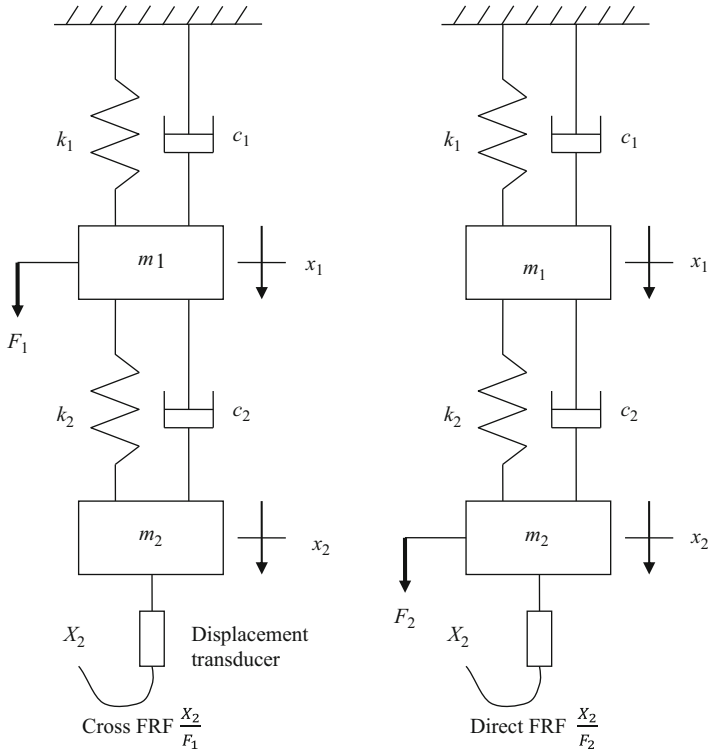 k₁
c₁
m1
x₁
F₁
k₂
c₂
m₂
x₂
X₂
Displacement
transducer
Cross FRF X₂/F₁
k₁
c₁
m₁
x₁
k₂
c₂
m₂
x₂
F₂
X₂
Direct FRF X₂/F₂